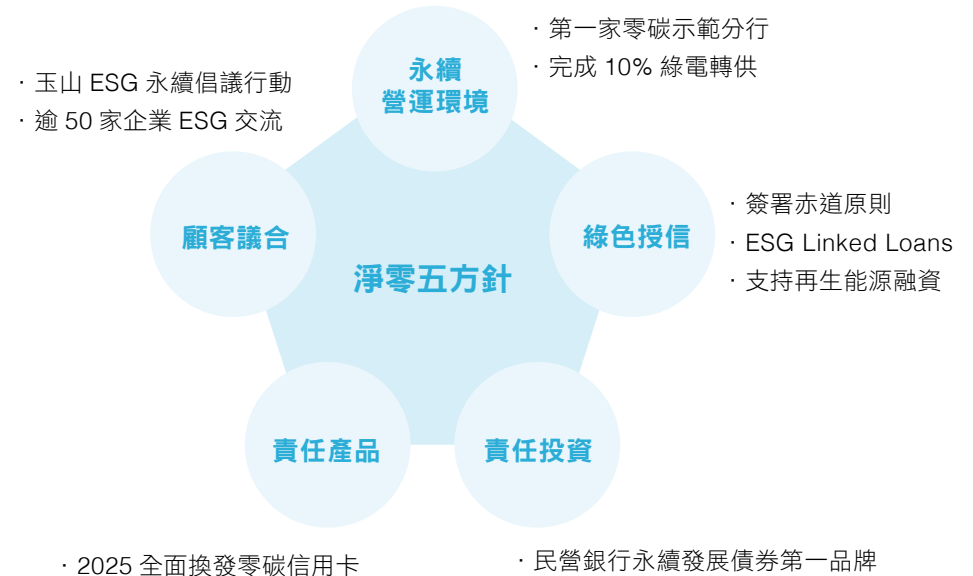 · 第一家零碳示範分行
· 完成 10% 綠電轉供
永續
營運環境
· 玉山 ESG 永續倡議行動
· 逾 50 家企業 ESG 交流
顧客議合
綠色授信
· 簽署赤道原則
· ESG Linked Loans
· 支持再生能源融資
淨零五方針
責任產品
責任投資
· 2025 全面換發零碳信用卡
· 民營銀行永續發展債券第一品牌